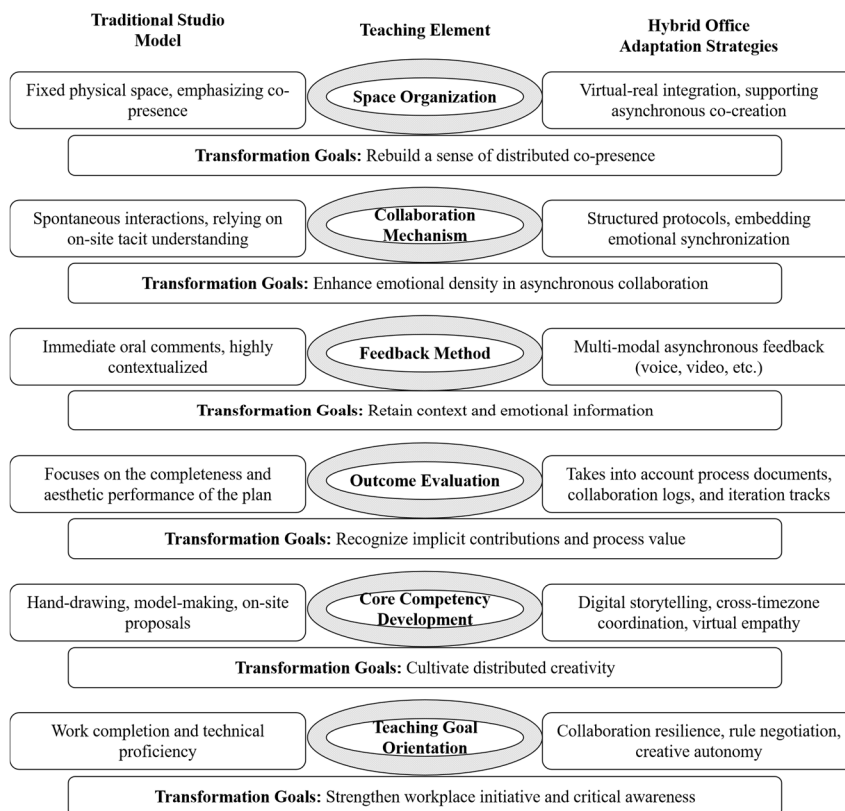 Traditional Studio
Model
Teaching Element
Hybrid Office
Adaptation Strategies
Fixed physical space, emphasizing co-
presence
Space Organization
Virtual-real integration, supporting
asynchronous co-creation
Transformation Goals: Rebuild a sense of distributed co-presence
Spontaneous interactions, relying on
on-site tacit understanding
Collaboration
Mechanism
Structured protocols, embedding
emotional synchronization
Transformation Goals: Enhance emotional density in asynchronous collaboration
Immediate oral comments, highly
contextualized
Feedback Method
Multi-modal asynchronous feedback
(voice, video, etc.)
Transformation Goals: Retain context and emotional information
Focuses on the completeness and
aesthetic performance of the plan
Outcome Evaluation
Takes into account process documents,
collaboration logs, and iteration tracks
Transformation Goals: Recognize implicit contributions and process value
Hand-drawing, model-making, on-site
proposals
Core Competency
Development
Digital storytelling, cross-timezone
coordination, virtual empathy
Transformation Goals: Cultivate distributed creativity
Work completion and technical
proficiency
Teaching Goal
Orientation
Collaboration resilience, rule negotiation,
creative autonomy
Transformation Goals: Strengthen workplace initiative and critical awareness